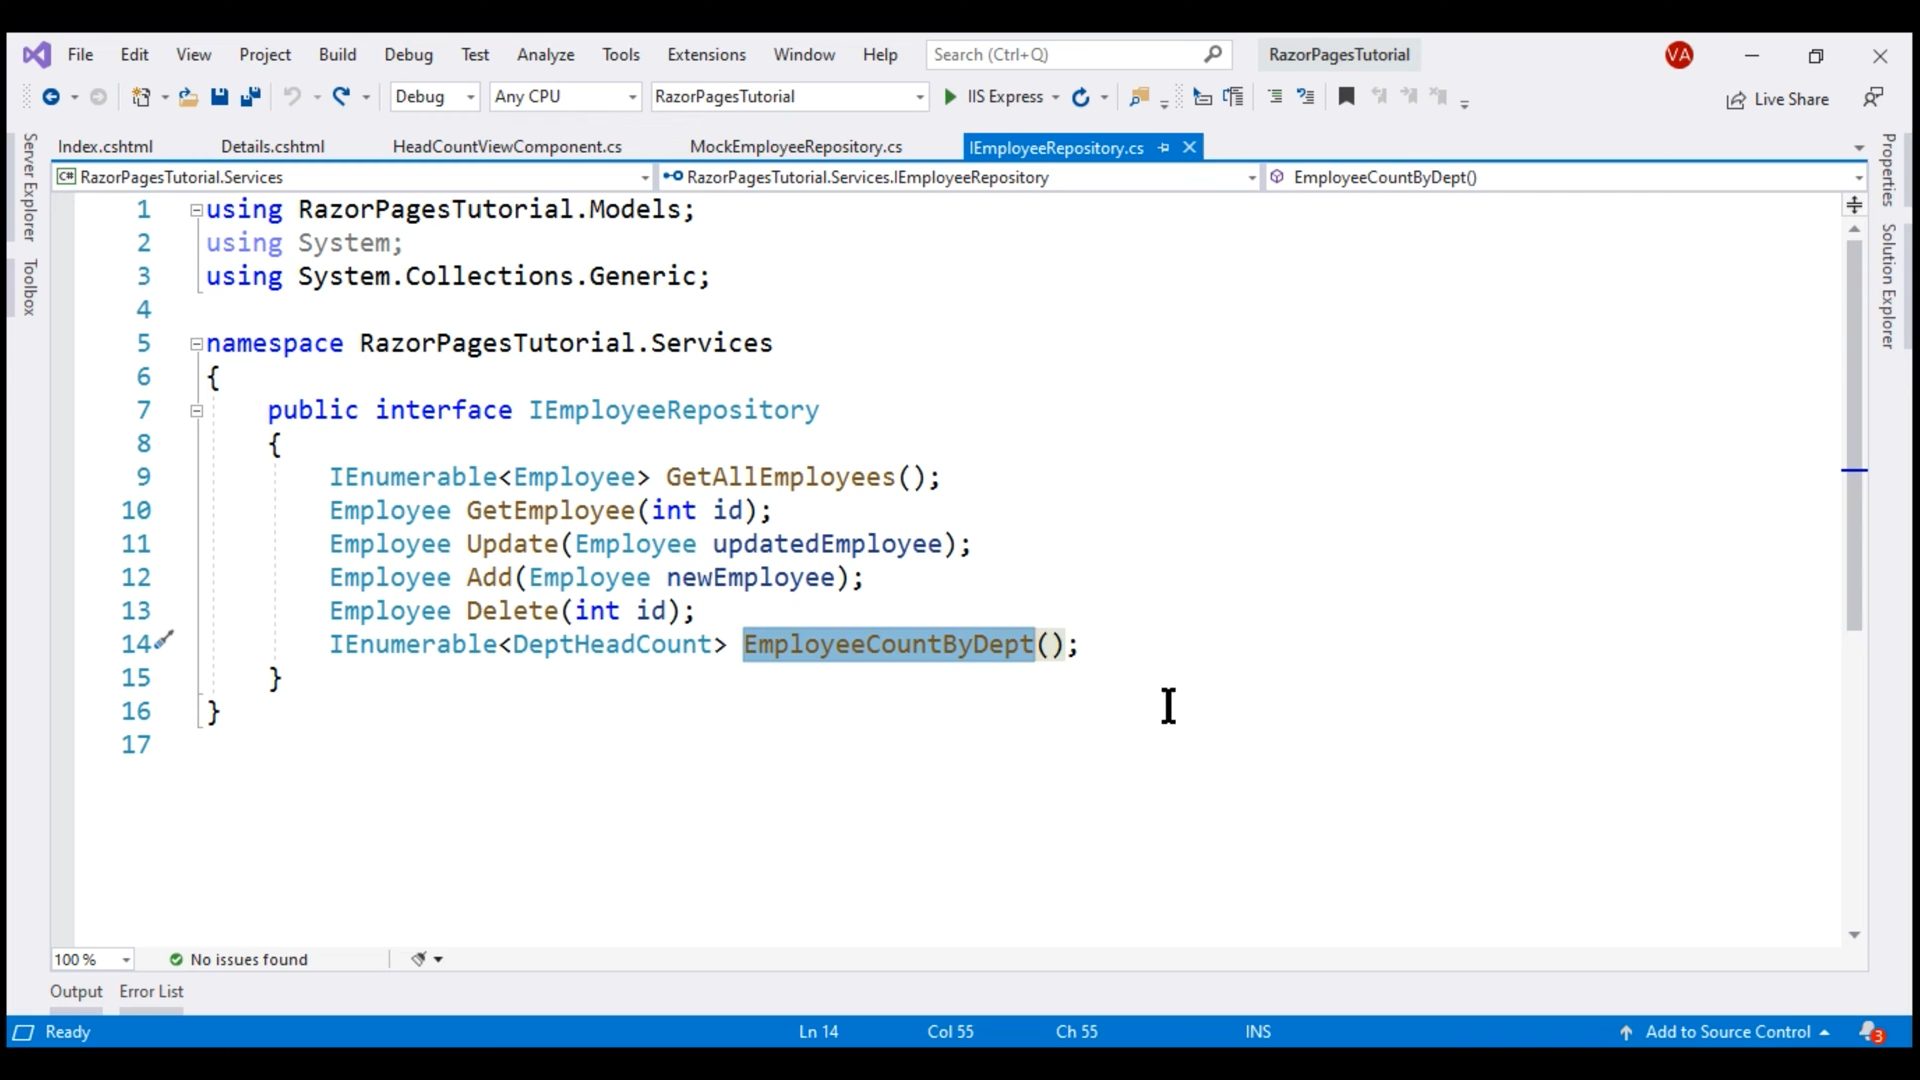 File Edit View Project Build Debug Test Analyze Tools Extensions Window Help Search (Ctrl+Q) RazorPagesTutorial VA
Debug Any CPU RazorPagesTutorial IIS Express Live Share
Index.cshtml Details.cshtml HeadCountViewComponent.cs MockEmployeeRepository.cs IEmployeeRepository.cs
C# RazorPagesTutorial.Services RazorPagesTutorial.Services.IEmployeeRepository EmployeeCountByDept()
Server Explorer
Toolbox
Properties
Solution Explorer
1 using RazorPagesTutorial.Models;
2 using System;
3 using System.Collections.Generic;
4
5 namespace RazorPagesTutorial.Services
6 {
7 public interface IEmployeeRepository
8 {
9 IEnumerable<Employee> GetAllEmployees();
10 Employee GetEmployee(int id);
11 Employee Update(Employee updatedEmployee);
12 Employee Add(Employee newEmployee);
13 Employee Delete(int id);
14 IEnumerable<DeptHeadCount> EmployeeCountByDept();
15 }
16 }
17
100 % No issues found
Output Error List
Ready Ln 14 Col 55 Ch 55 INS Add to Source Control 3